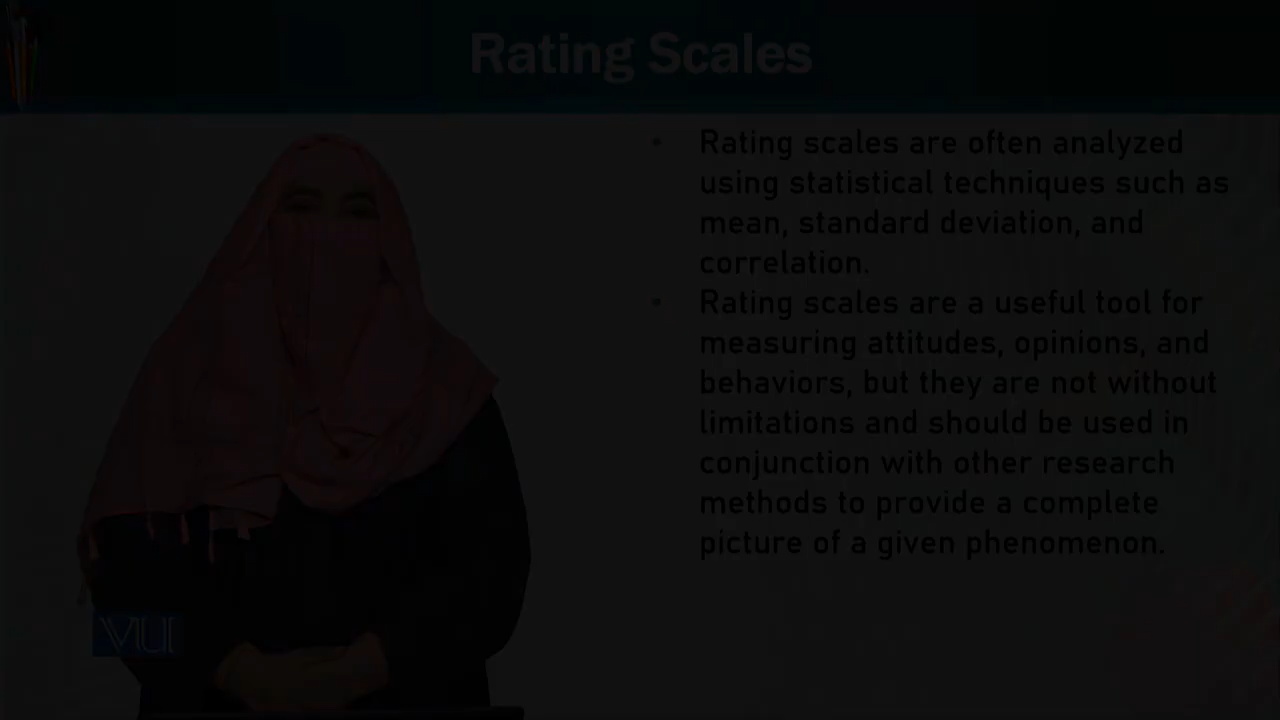 Rating Scales
• Rating scales are often analyzed
using statistical techniques such as
mean, standard deviation, and
correlation.
• Rating scales are a useful tool for
measuring attitudes, opinions, and
behaviors, but they are not without
limitations and should be used in
conjunction with other research
methods to provide a complete
picture of a given phenomenon.
VU